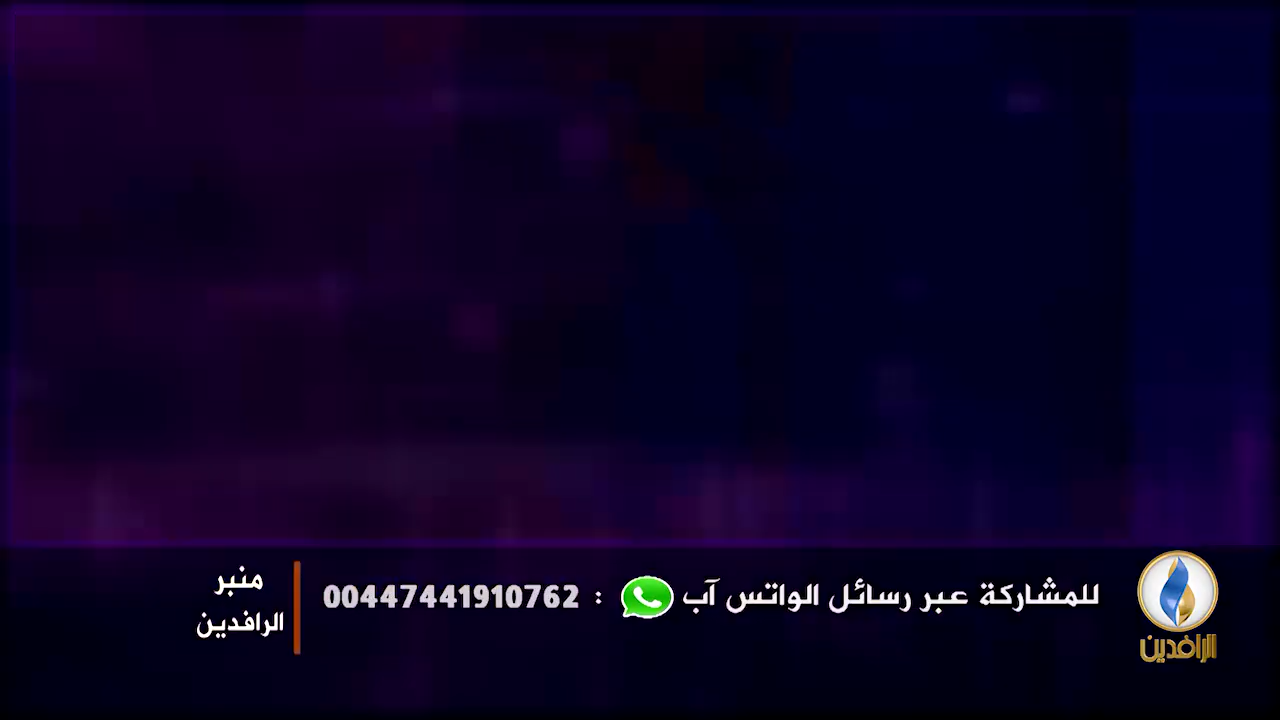 للمشاركة عبر رسائل الواتس آب : 00447441910762
منبر
الرافدين
الرافدين